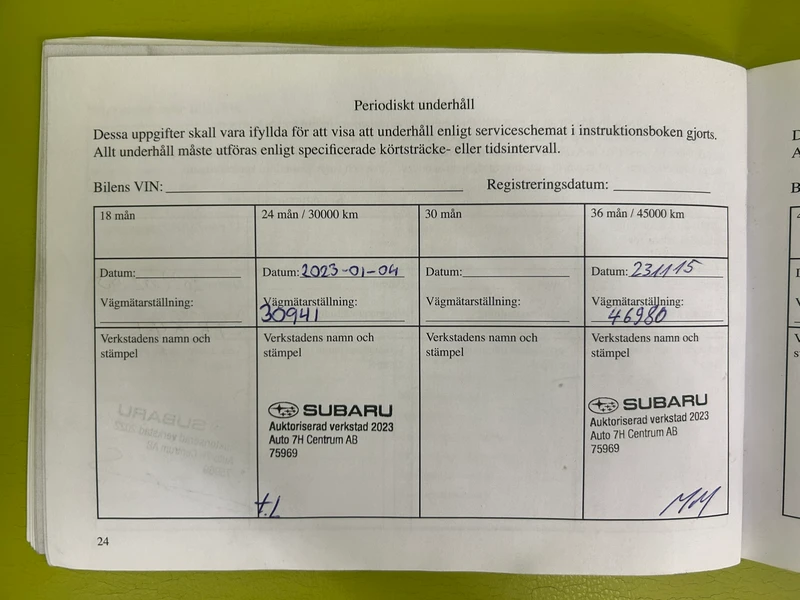 Periodiskt underhåll
Dessa uppgifter skall vara ifyllda för att visa att underhåll enligt serviceschemat i instruktionsboken gjorts.
Allt underhåll måste utföras enligt specificerade körtsträcke- eller tidsintervall.
Bilens VIN: Registreringsdatum:
18 mån
24 mån / 30000 km
30 mån
36 mån / 45000 km
Datum:
Datum: 2023-01-04
Datum:
Datum: 231115
Vägmätarställning:
Vägmätarställning:
30941
Vägmätarställning:
Vägmätarställning:
46980
Verkstadens namn och
stämpel
Verkstadens namn och
stämpel
SUBARU
Auktoriserad verkstad 2023
Auto 7H Centrum AB
75969
Verkstadens namn och
stämpel
Verkstadens namn och
stämpel
SUBARU
Auktoriserad verkstad 2023
Auto 7H Centrum AB
75969
24